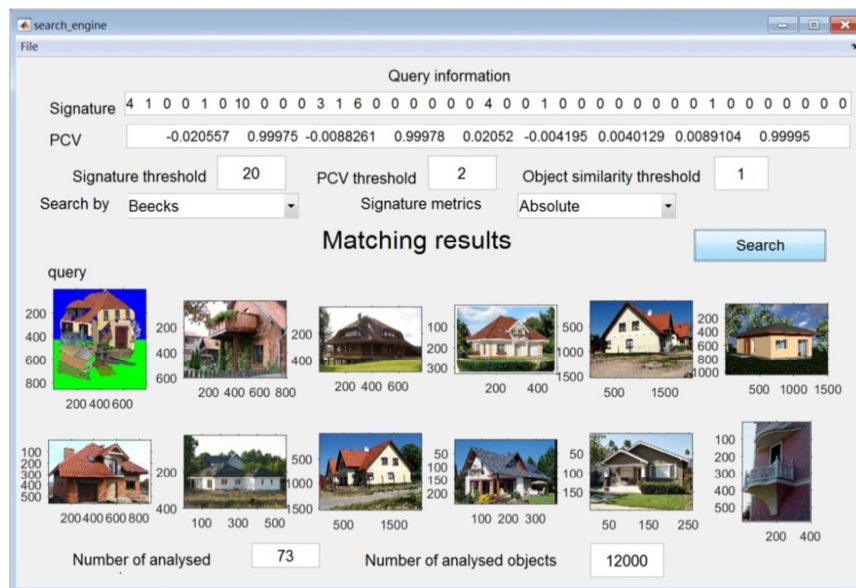 search_engine
File
Query information
Signature 4 1 0 0 1 0 10 0 0 0 3 1 6 0 0 0 0 0 0 4 0 0 1 0 0 0 0 0 0 0 0 1 0 0 0 0 0 0 0
PCV -0.020557 0.99975 -0.0088261 0.99978 0.02052 -0.004195 0.0040129 0.0089104 0.99995
Signature threshold 20 PCV threshold 2 Object similarity threshold 1
Search by Beecks Signature metrics Absolute
Matching results Search
query
200
400
600
800
200 400 600
200
400
600
200 400 600 800
200
400
200 400 600
100
200
300
200 400
500
1000
1500
500 1500
200
400
600
800
1000
500 1000 1500
100
200
300
400
500
200 400 600 800
200
400
100 300 500
500
1000
1500
500 1500
50
100
150
200
100 200 300
50
100
150
50 150 250
100
200
300
400
500
200 400
Number of analysed 73 Number of analysed objects 12000